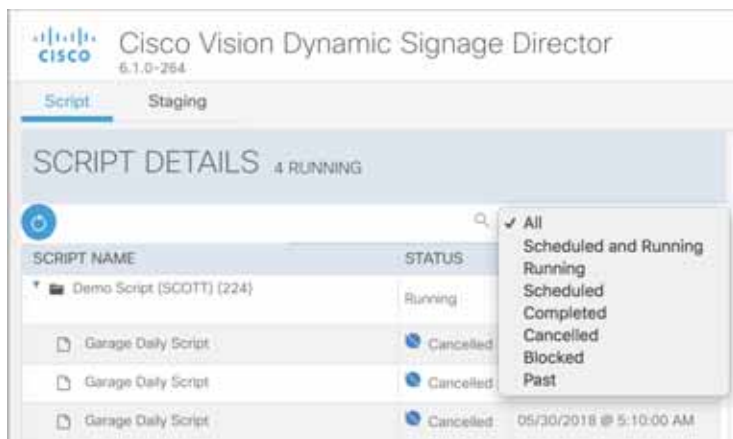 CISCO
Cisco Vision Dynamic Signage Director
6.1.0-264
Script Staging
SCRIPT DETAILS 4 RUNNING
✓ All
Scheduled and Running
Running
Scheduled
Completed
Cancelled
Blocked
Past
SCRIPT NAME STATUS
Demo Script (SCOTT) (224) Running
Garage Daily Script Cancelled
Garage Daily Script Cancelled
Garage Daily Script Cancelled 05/30/2018 @ 5:10:00 AM